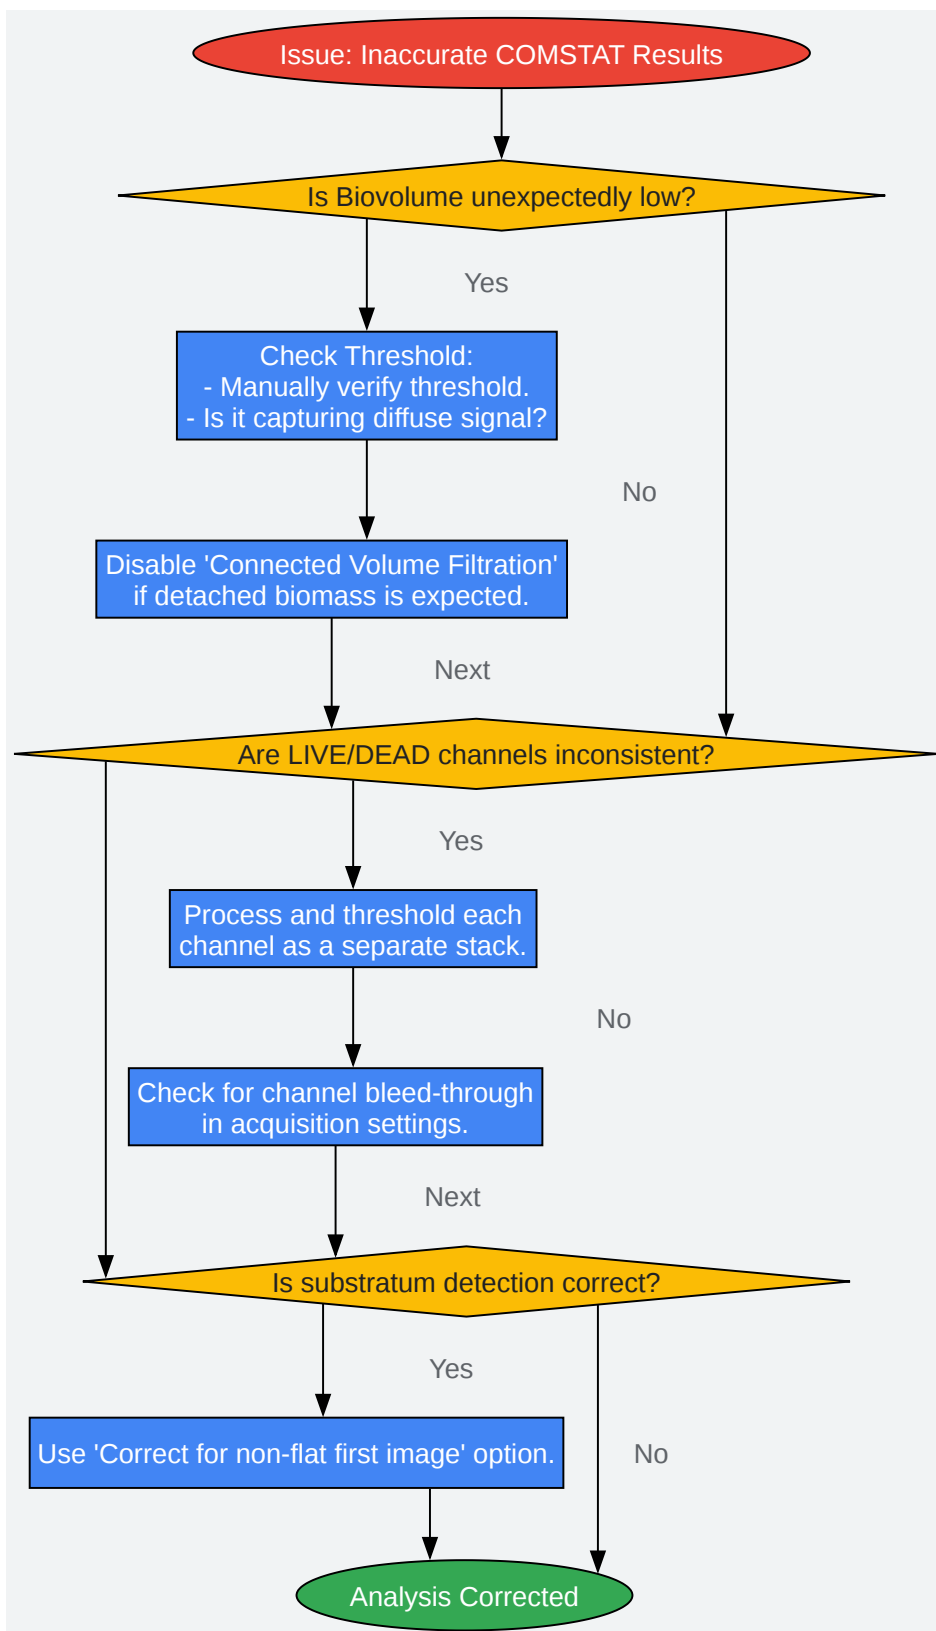 Issue: Inaccurate COMSTAT Results
Is Biovolume unexpectedly low?
Yes
Check Threshold:
- Manually verify threshold.
- Is it capturing diffuse signal?
No
Disable 'Connected Volume Filtration'
if detached biomass is expected.
Next
Are LIVE/DEAD channels inconsistent?
Yes
Process and threshold each
channel as a separate stack.
No
Check for channel bleed-through
in acquisition settings.
Next
Is substratum detection correct?
Yes
Use 'Correct for non-flat first image' option.
No
Analysis Corrected